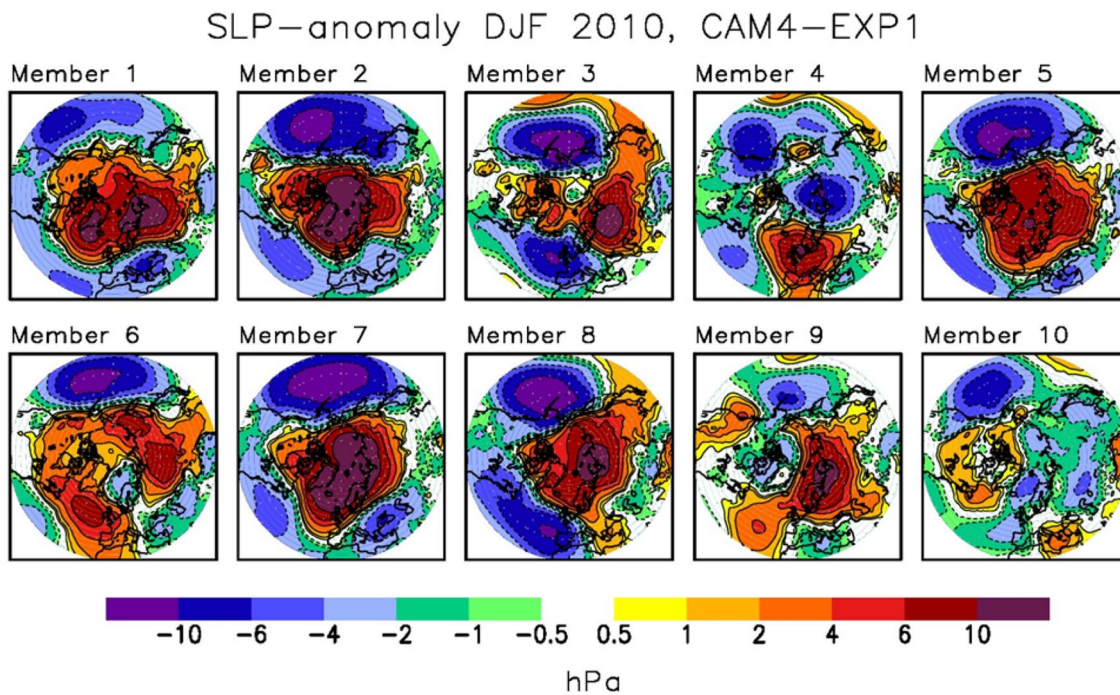 SLP-anomaly DJF 2010, CAM4-EXP1
Member 1 Member 2 Member 3 Member 4 Member 5
Member 6 Member 7 Member 8 Member 9 Member 10
-10 -6 -4 -2 -1 -0.5 0.5 1 2 4 6 10
hPa